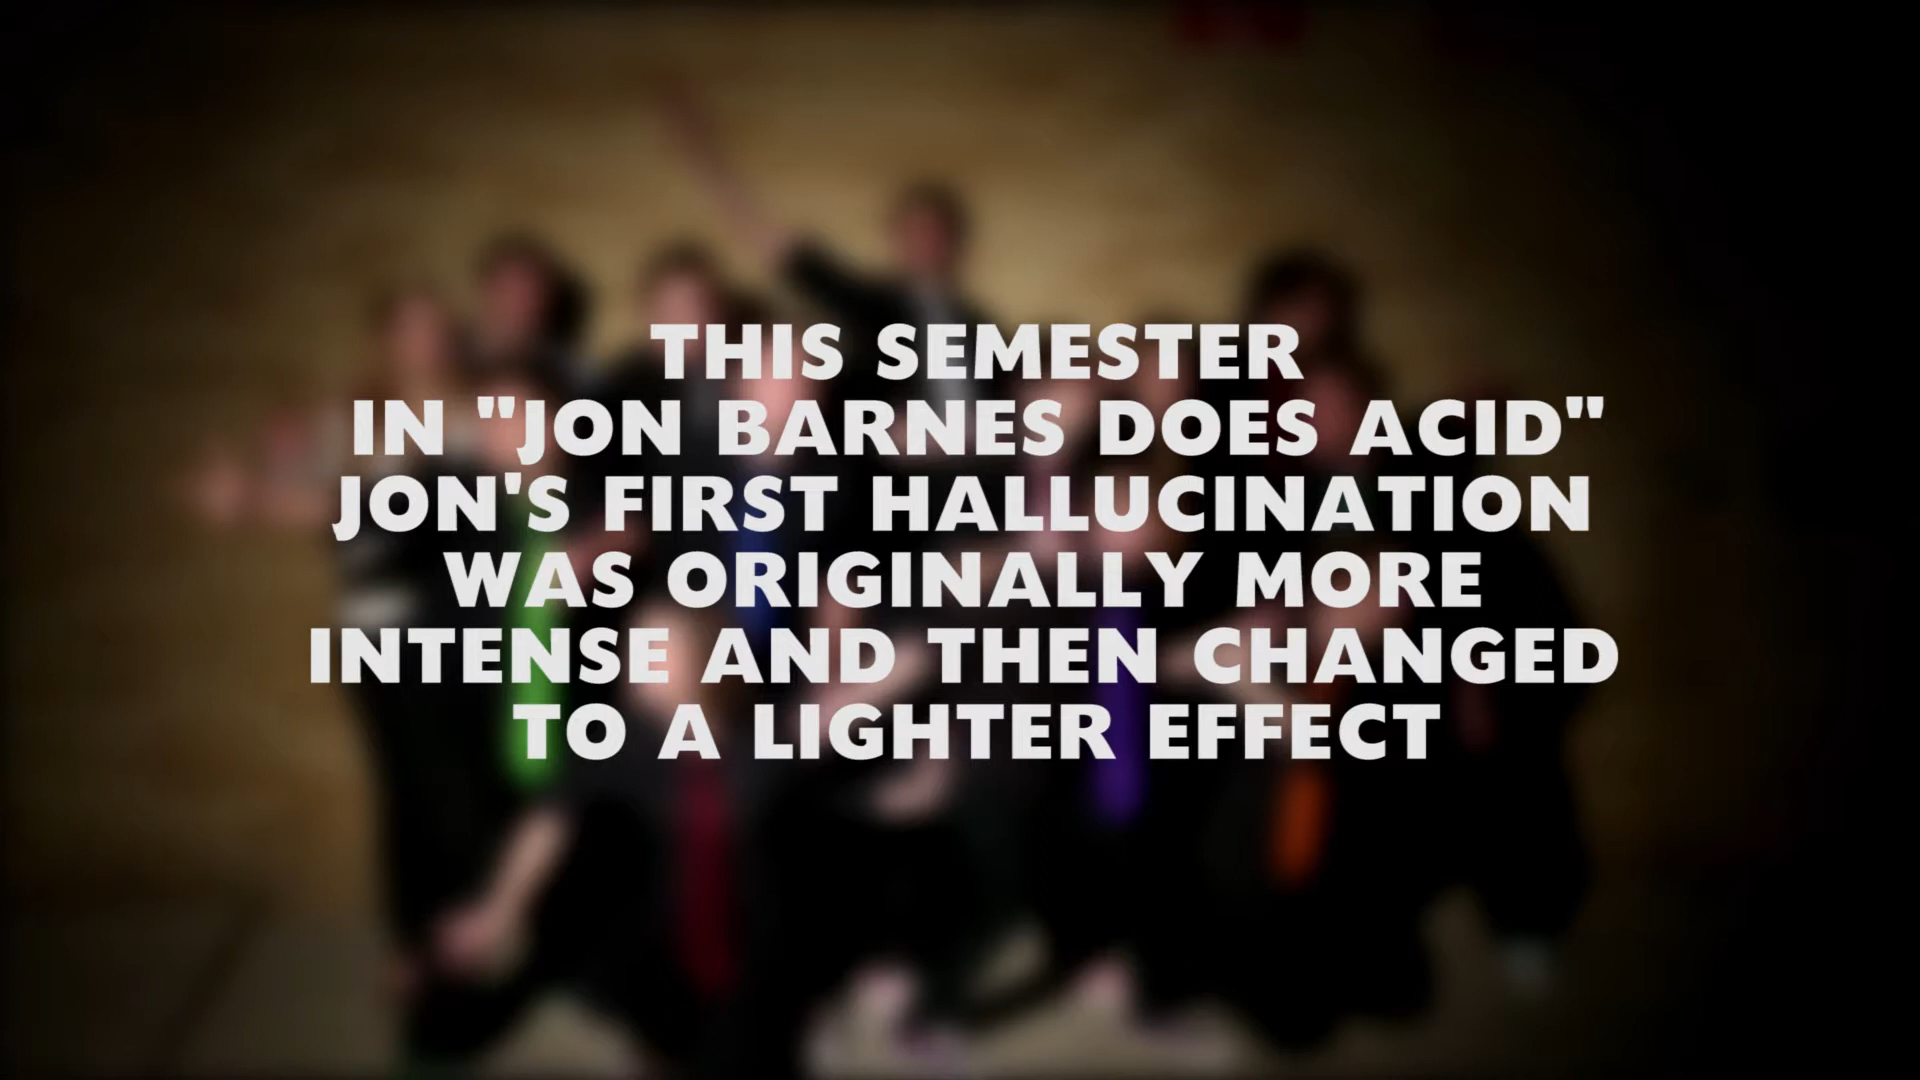 THIS SEMESTER
IN "JON BARNES DOES ACID"
JON'S FIRST HALLUCINATION
WAS ORIGINALLY MORE
INTENSE AND THEN CHANGED
TO A LIGHTER EFFECT